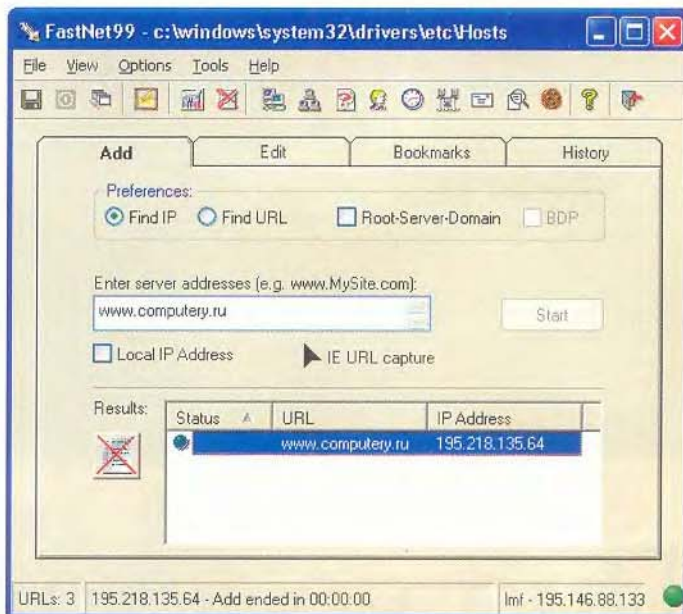 FastNet99 - c:\windows\system32\drivers\etc\Hosts
File View Options Tools Help
Add Edit Bookmarks History
Preferences:
Find IP Find URL Root-Server-Domain BDP
Enter server addresses (e.g. www.MySite.com):
www.computery.ru Start
Local IP Address IE URL capture
Results: Status URL IP Address
www.computery.ru 195.218.135.64
URLs: 3 195.218.135.64 - Add ended in 00:00:00 lmf - 195.146.88.133